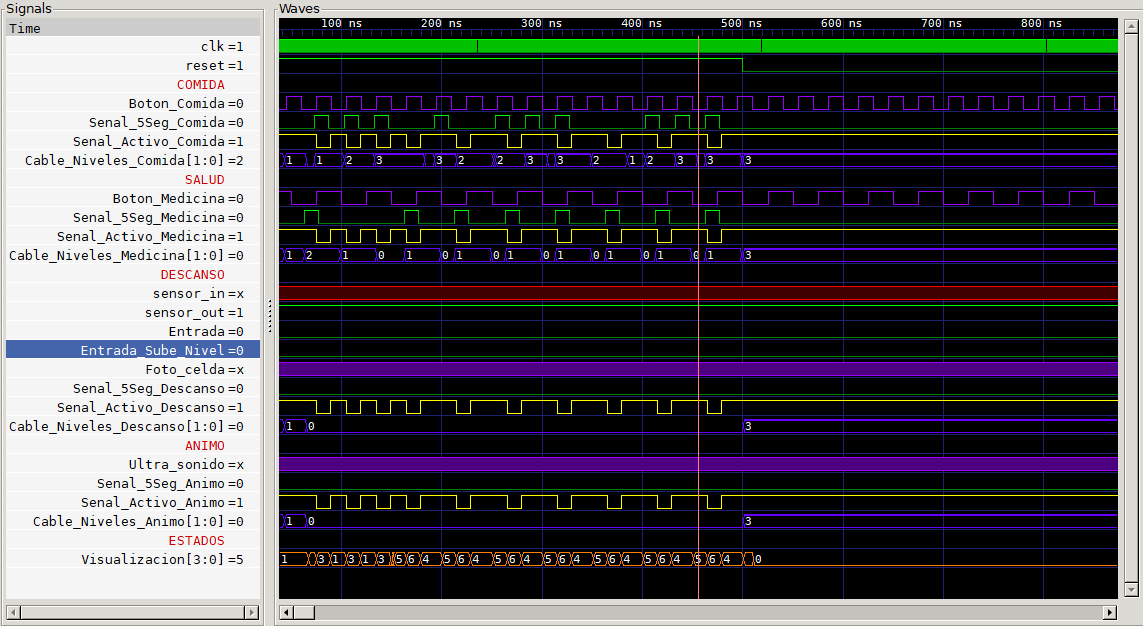 Signals
Waves
Time
100 ns 200 ns 300 ns 400 ns 500 ns 600 ns 700 ns 800 ns
clk=1
reset=1
COMIDA
Boton_Comida=0
Senal_5Seg_Comida=0
Senal_Activo_Comida=1
Cable_Niveles_Comida[1:0]=2 1 1 2 3 3 2 2 3 3 2 1 2 3 3 3
SALUD
Boton_Medicina=0
Senal_5Seg_Medicina=0
Senal_Activo_Medicina=1
Cable_Niveles_Medicina[1:0]=0 1 2 1 0 1 0 1 0 1 0 1 0 1 0 1 0 1 3
DESCANSO
sensor_in=x
sensor_out=1
Entrada=0
Entrada_Sube_Nivel=0
Foto_celda=x
Senal_5Seg_Descanso=0
Senal_Activo_Descanso=1
Cable_Niveles_Descanso[1:0]=0 1 0 3
ANIMO
Ultra_sonido=x
Senal_5Seg_Animo=0
Senal_Activo_Animo=1
Cable_Niveles_Animo[1:0]=0 1 0 3
ESTADOS
Visualizacion[3:0]=5 1 3 1 3 1 3 5 6 4 5 6 4 5 6 4 5 6 4 5 6 4 5 6 4 5 6 4 0